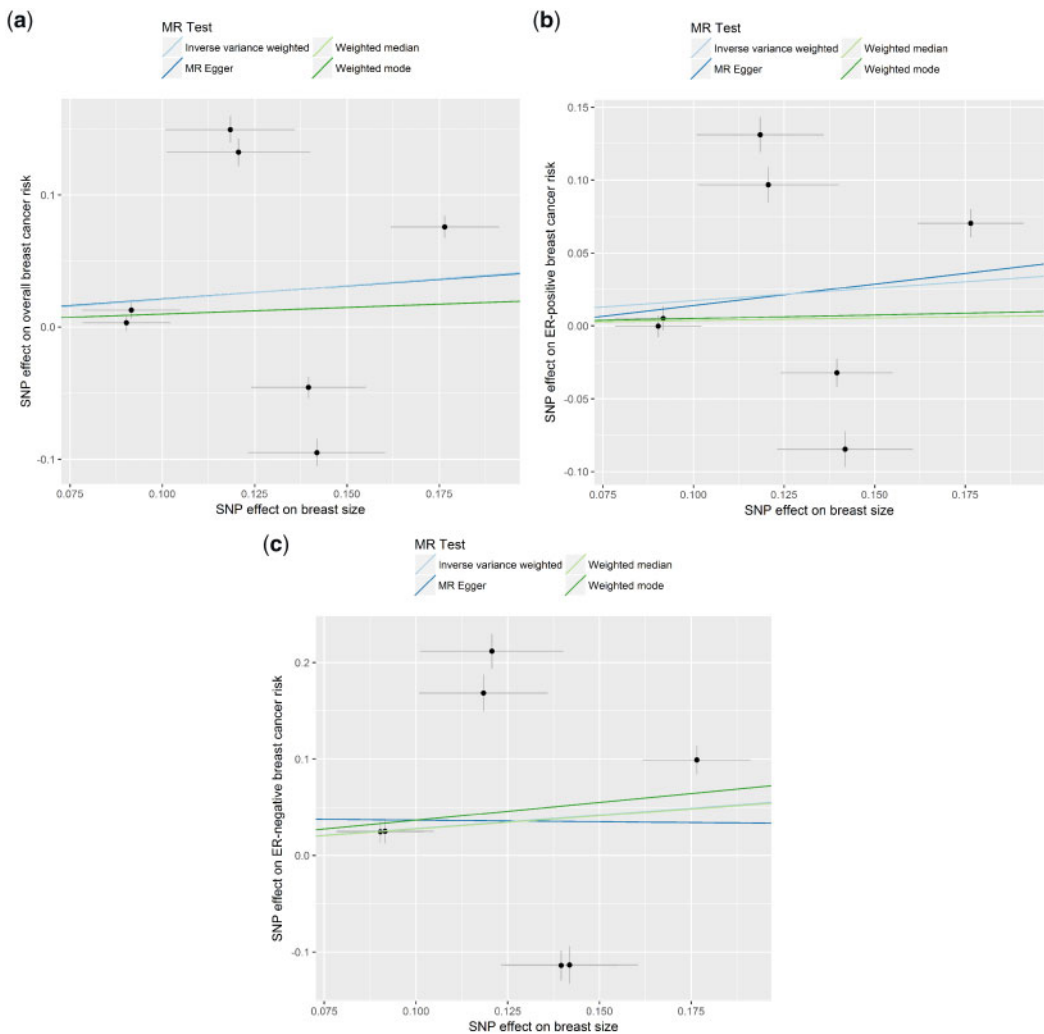 (a)
MR Test
Inverse variance weighted
Weighted median
MR Egger
Weighted mode
SNP effect on overall breast cancer risk
0.1
0.0
-0.1
0.075
0.100
0.125
0.150
0.175
SNP effect on breast size
(b)
MR Test
Inverse variance weighted
Weighted median
MR Egger
Weighted mode
SNP effect on ER-positive breast cancer risk
0.15
0.10
0.05
0.00
-0.05
-0.10
0.075
0.100
0.125
0.150
0.175
SNP effect on breast size
(c)
MR Test
Inverse variance weighted
Weighted median
MR Egger
Weighted mode
SNP effect on ER-negative breast cancer risk
0.2
0.1
0.0
-0.1
0.075
0.100
0.125
0.150
0.175
SNP effect on breast size